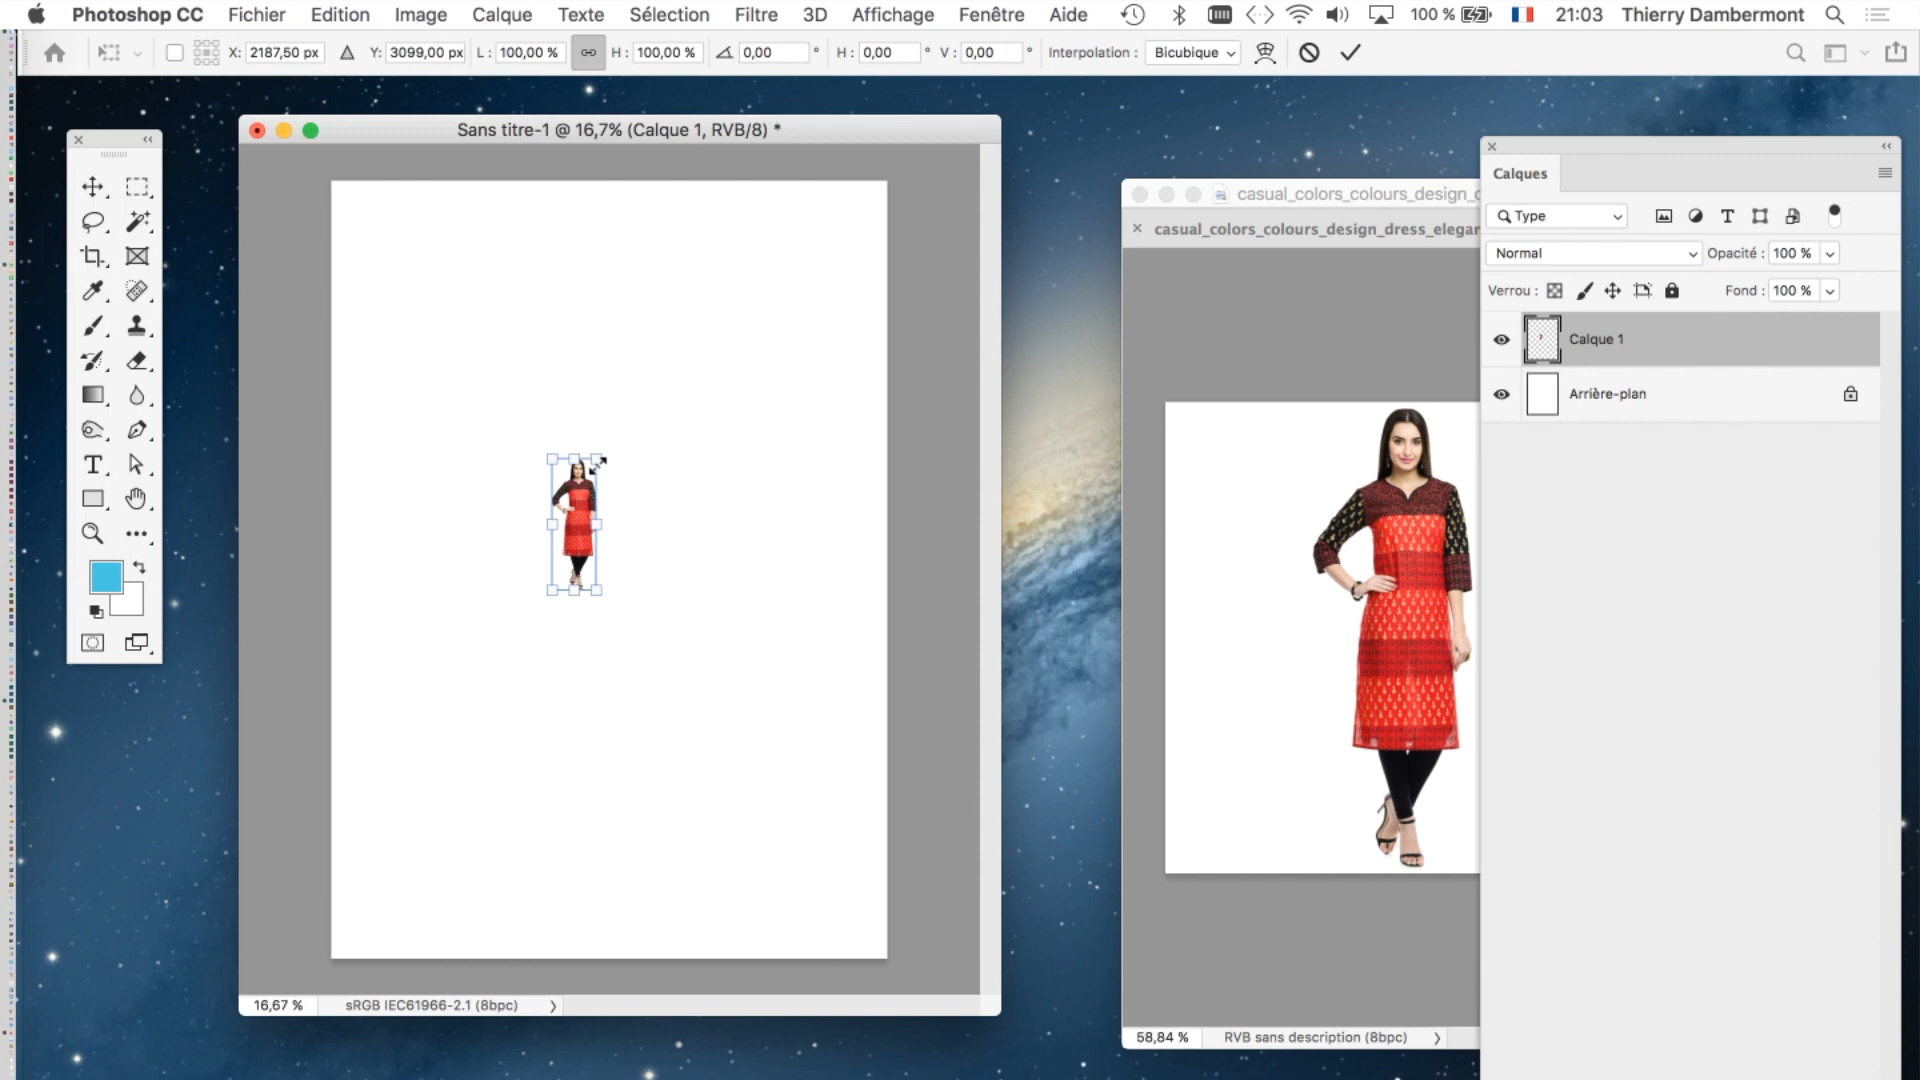 Photoshop CC Fichier Edition Image Calque Texte Sélection Filtre 3D Affichage Fenêtre Aide 100 % 21:03 Thierry Dambermont
X: 2187,50 px Y: 3099,00 px L : 100,00 % H : 100,00 % 0,00 ° H : 0,00 ° V : 0,00 ° Interpolation : Bicubique
Sans titre-1 @ 16,7% (Calque 1, RVB/8) *
16,67 % sRGB IEC61966-2.1 (8bpc)
casual_colors_colours_design_
casual_colors_colours_design_dress_elegar
58,84 % RVB sans description (8bpc)
Calques
Type
Normal Opacité : 100 %
Verrou : Fond : 100 %
Calque 1
Arrière-plan